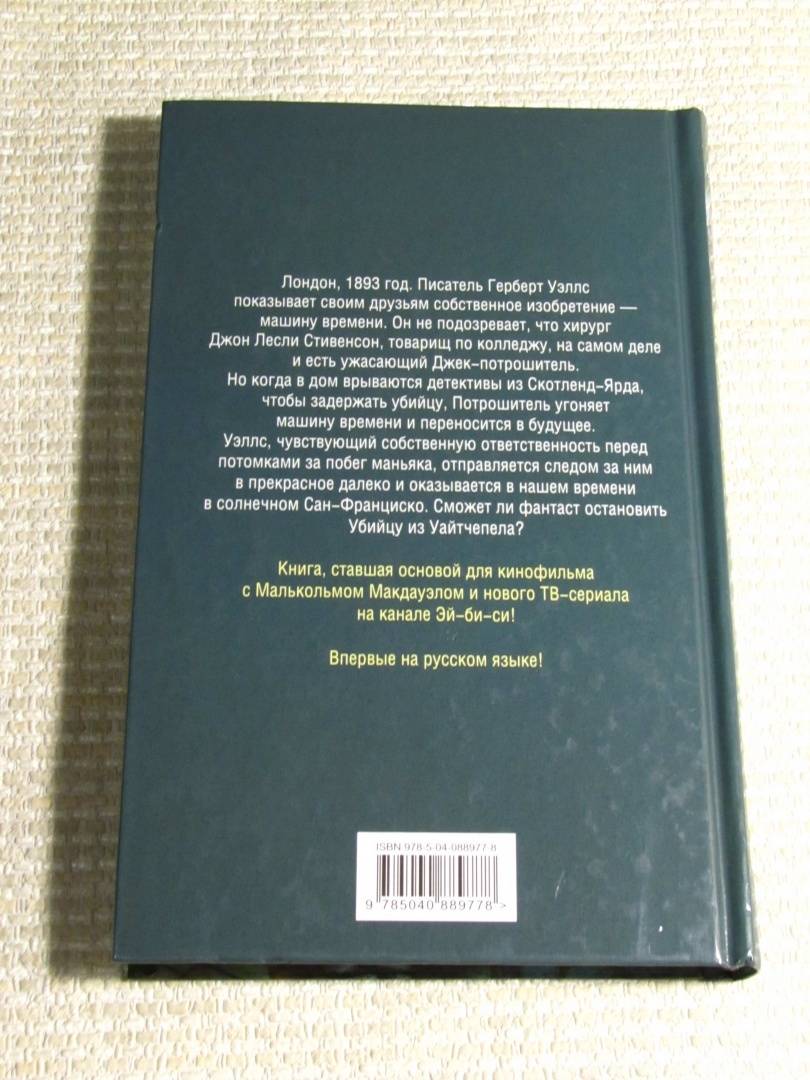 Лондон, 1893 год. Писатель Герберт Уэллс
показывает своим друзьям собственное изобретение —
машину времени. Он не подозревает, что хирург
Джон Лесли Стивенсон, товарищ по колледжу, на самом деле
и есть ужасающий Джек-потрошитель.
Но когда в дом врываются детективы из Скотленд-Ярда,
чтобы задержать убийцу, Потрошитель угоняет
машину времени и переносится в будущее.
Уэллс, чувствующий собственную ответственность перед
потомками за побег маньяка, отправляется следом за ним
в прекрасное далеко и оказывается в нашем времени
в солнечном Сан-Франциско. Сможет ли фантаст остановить
Убийцу из Уайтчепела?
Книга, ставшая основой для кинофильма
с Малькольмом Макдауэлом и нового ТВ-сериала
на канале Эй-би-си!
Впервые на русском языке!
ISBN 978-5-04-088977-8
9 785040 889778 >